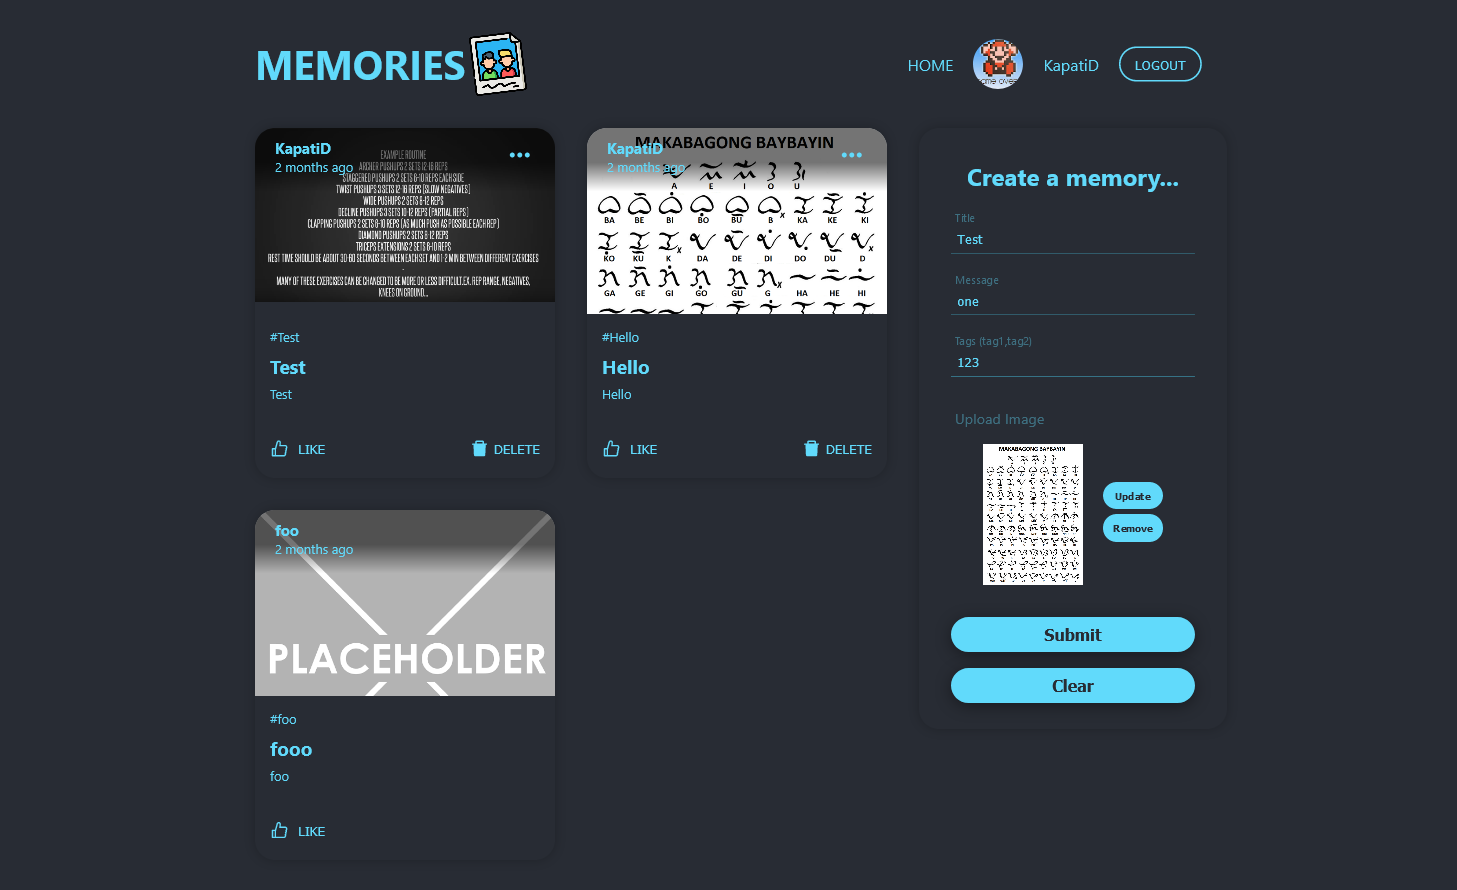 MEMORIES
HOME
KapatiD
LOGOUT
KapatiD
2 months ago
EXAMPLE ROUTINE
ARCHER PUSHUPS 2 SETS 12-16 REPS
STAGGERED PUSHUPS 2 SETS 6-10 REPS EACH SIDE
TWIST PUSHUPS 3 SETS 12-16 REPS (SLOW NEGATIVES)
WIDE PUSHUPS 2 SETS 8-12 REPS
DECLINE PUSHUPS 3 SETS 10-12 REPS (PARTIAL REPS)
CLAPPING PUSHUPS 2 SETS 6-10 REPS (AS MUCH PUSH AS POSSIBLE EACH REP)
DIAMOND PUSHUPS 2 SETS 8-12 REPS
TRICEPS EXTENSIONS 2 SETS 6-10 REPS
REST TIME SHOULD BE ABOUT 30-60 SECONDS BETWEEN EACH SET AND 1-2 MIN BETWEEN DIFFERENT EXERCISES
MANY OF THESE EXERCISES CAN BE CHANGED TO BE MORE OR LESS DIFFICULT.EX. REP RANGE, NEGATIVES,
KNEES ON GROUND...
#Test
Test
Test
LIKE
DELETE
MAKABAGONG BAYBAYIN
KapatiD
2 months ago
A E I O U
BA BE BI BO BU B KA KE KI
KO KU K DA DE DI DO DU D
GA GE GI GO GU G HA HE HI
#Hello
Hello
Hello
LIKE
DELETE
foo
2 months ago
PLACEHOLDER
#foo
fooo
foo
LIKE
Create a memory...
Title
Test
Message
one
Tags (tag1,tag2)
123
Upload Image
MAKABAGONG BAYBAYIN
Update
Remove
Submit
Clear